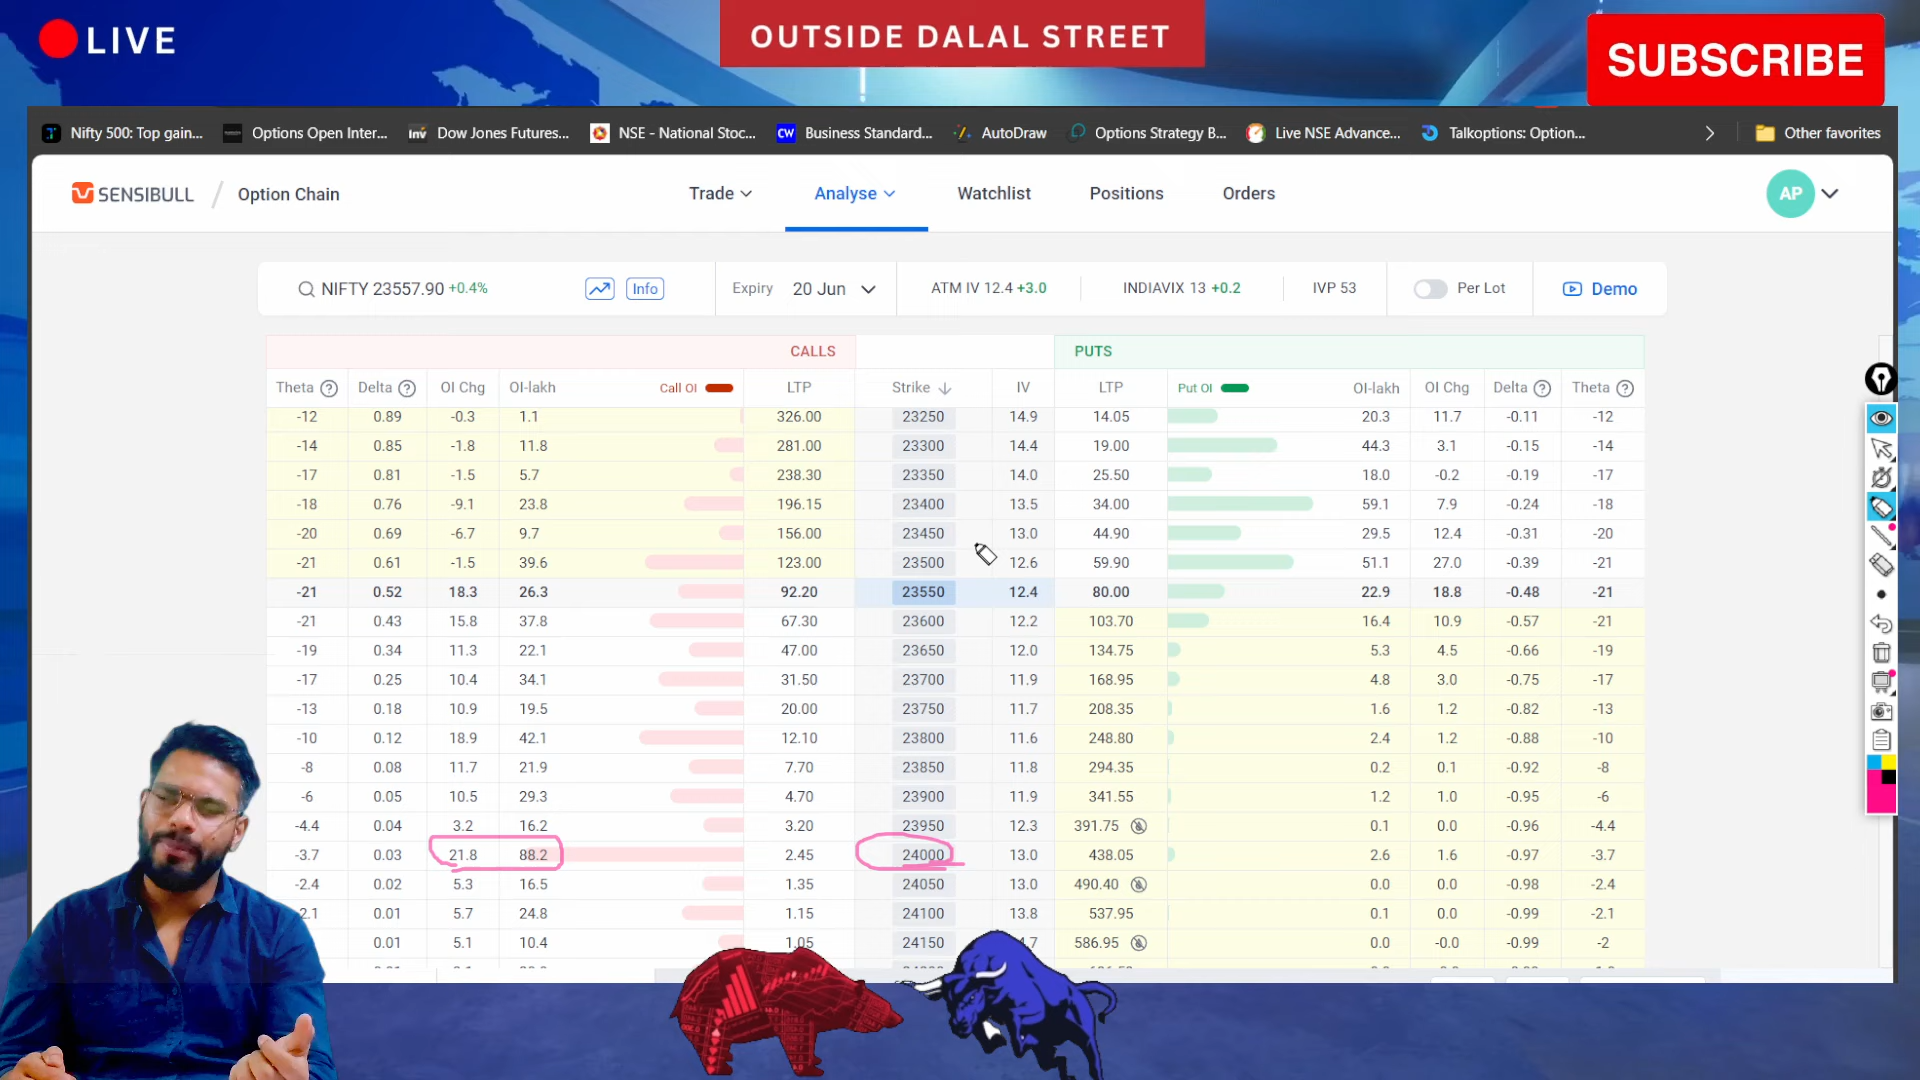 LIVE
OUTSIDE DALAL STREET
SUBSCRIBE
Nifty 500: Top gain... Options Open Inter... Dow Jones Futures... NSE - National Stoc... Business Standard... AutoDraw Options Strategy B... Live NSE Advance... Talkoptions: Option... Other favorites
SENSIBULL / Option Chain Trade Analyse Watchlist Positions Orders AP
NIFTY 23557.90 +0.4% Info Expiry 20 Jun ATM IV 12.4 +3.0 INDIAVIX 13 +0.2 IVP 53 Per Lot Demo
CALLS PUTS
Theta Delta OI Chg OI-lakh Call OI LTP Strike IV LTP Put OI OI-lakh OI Chg Delta Theta
-12 0.89 -0.3 1.1 326.00 23250 14.9 14.05 20.3 11.7 -0.11 -12
-14 0.85 -1.8 11.8 281.00 23300 14.4 19.00 44.3 3.1 -0.15 -14
-17 0.81 -1.5 5.7 238.30 23350 14.0 25.50 18.0 -0.2 -0.19 -17
-18 0.76 -9.1 23.8 196.15 23400 13.5 34.00 59.1 7.9 -0.24 -18
-20 0.69 -6.7 9.7 156.00 23450 13.0 44.90 29.5 12.4 -0.31 -20
-21 0.61 -1.5 39.6 123.00 23500 12.6 59.90 51.1 27.0 -0.39 -21
-21 0.52 18.3 26.3 92.20 23550 12.4 80.00 22.9 18.8 -0.48 -21
-21 0.43 15.8 37.8 67.30 23600 12.2 103.70 16.4 10.9 -0.57 -21
-19 0.34 11.3 22.1 47.00 23650 12.0 134.75 5.3 4.5 -0.66 -19
-17 0.25 10.4 34.1 31.50 23700 11.9 168.95 4.8 3.0 -0.75 -17
-13 0.18 10.9 19.5 20.00 23750 11.7 208.35 1.6 1.2 -0.82 -13
-10 0.12 18.9 42.1 12.10 23800 11.6 248.80 2.4 1.2 -0.88 -10
-8 0.08 11.7 21.9 7.70 23850 11.8 294.35 0.2 0.1 -0.92 -8
-6 0.05 10.5 29.3 4.70 23900 11.9 341.55 1.2 1.0 -0.95 -6
-4.4 0.04 3.2 16.2 3.20 23950 12.3 391.75 0.1 0.0 -0.96 -4.4
-3.7 0.03 21.8 88.2 2.45 24000 13.0 438.05 2.6 1.6 -0.97 -3.7
-2.4 0.02 5.3 16.5 1.35 24050 13.0 490.40 0.0 0.0 -0.98 -2.4
-2.1 0.01 5.7 24.8 1.15 24100 13.8 537.95 0.1 0.0 -0.99 -2.1
0.01 5.1 10.4 1.05 24150 586.95 0.0 -0.0 -0.99 -2